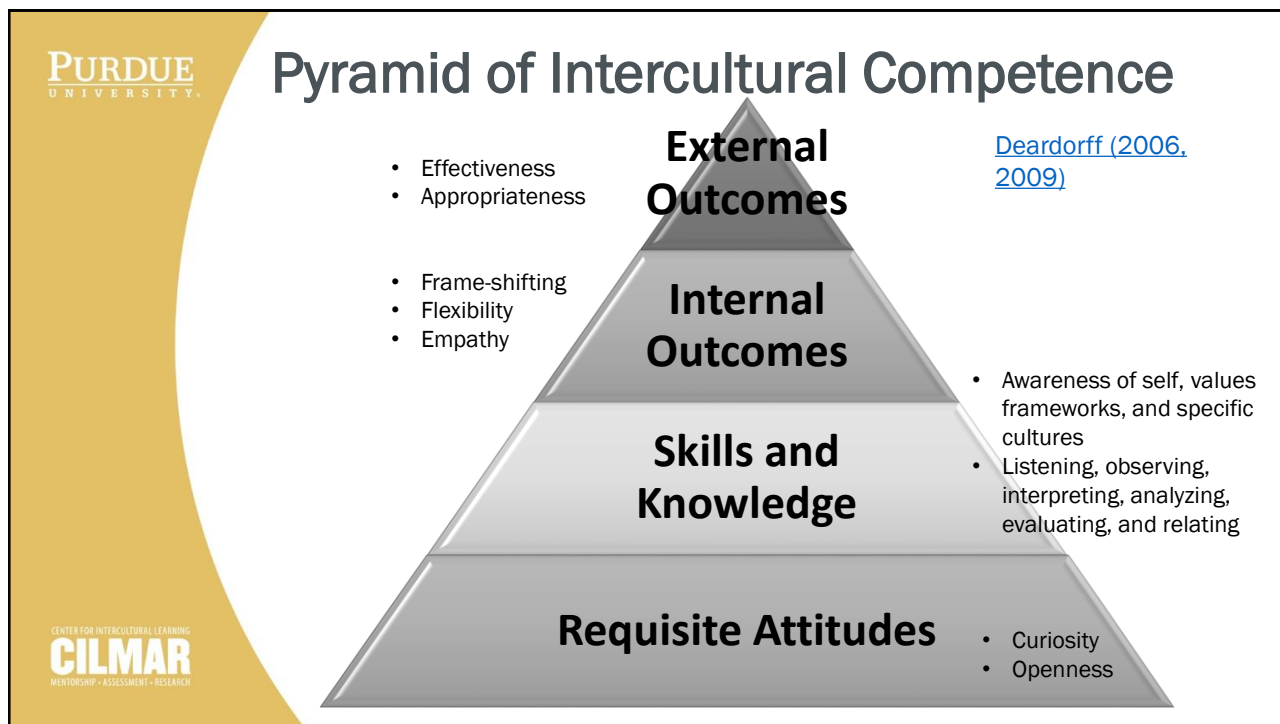 PURDUE
UNIVERSITY®
Pyramid of Intercultural Competence
• Effectiveness
• Appropriateness
External
Outcomes
Deardorff (2006,
2009)
• Frame-shifting
• Flexibility
• Empathy
Internal
Outcomes
Skills and
Knowledge
• Awareness of self, values
frameworks, and specific
cultures
• Listening, observing,
interpreting, analyzing,
evaluating, and relating
Requisite Attitudes
• Curiosity
• Openness
CENTER FOR INTERCULTURAL LEARNING
CILMAR
MENTORSHIP • ASSESSMENT • RESEARCH